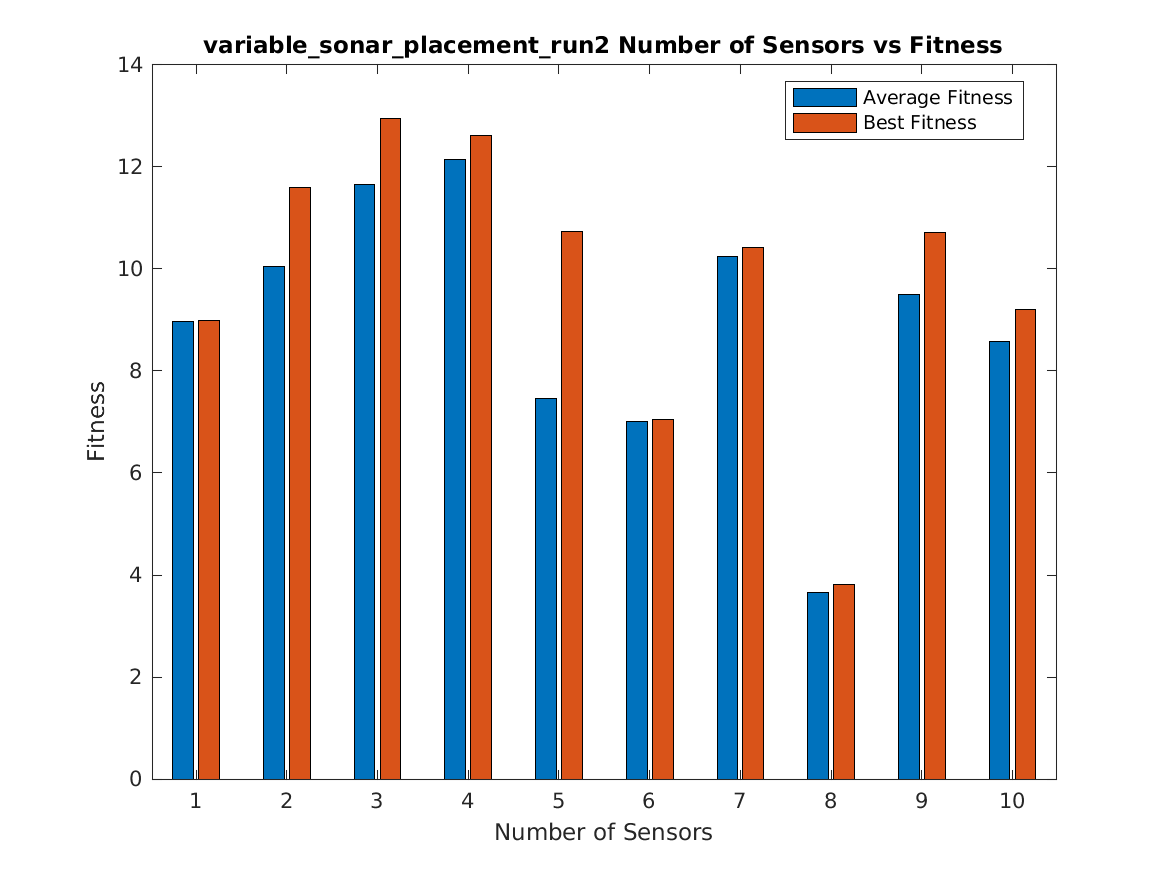 variable_sonar_placement_run2 Number of Sensors vs Fitness
14
12
10
8
6
4
2
0
Fitness
Average Fitness
Best Fitness
1 2 3 4 5 6 7 8 9 10
Number of Sensors